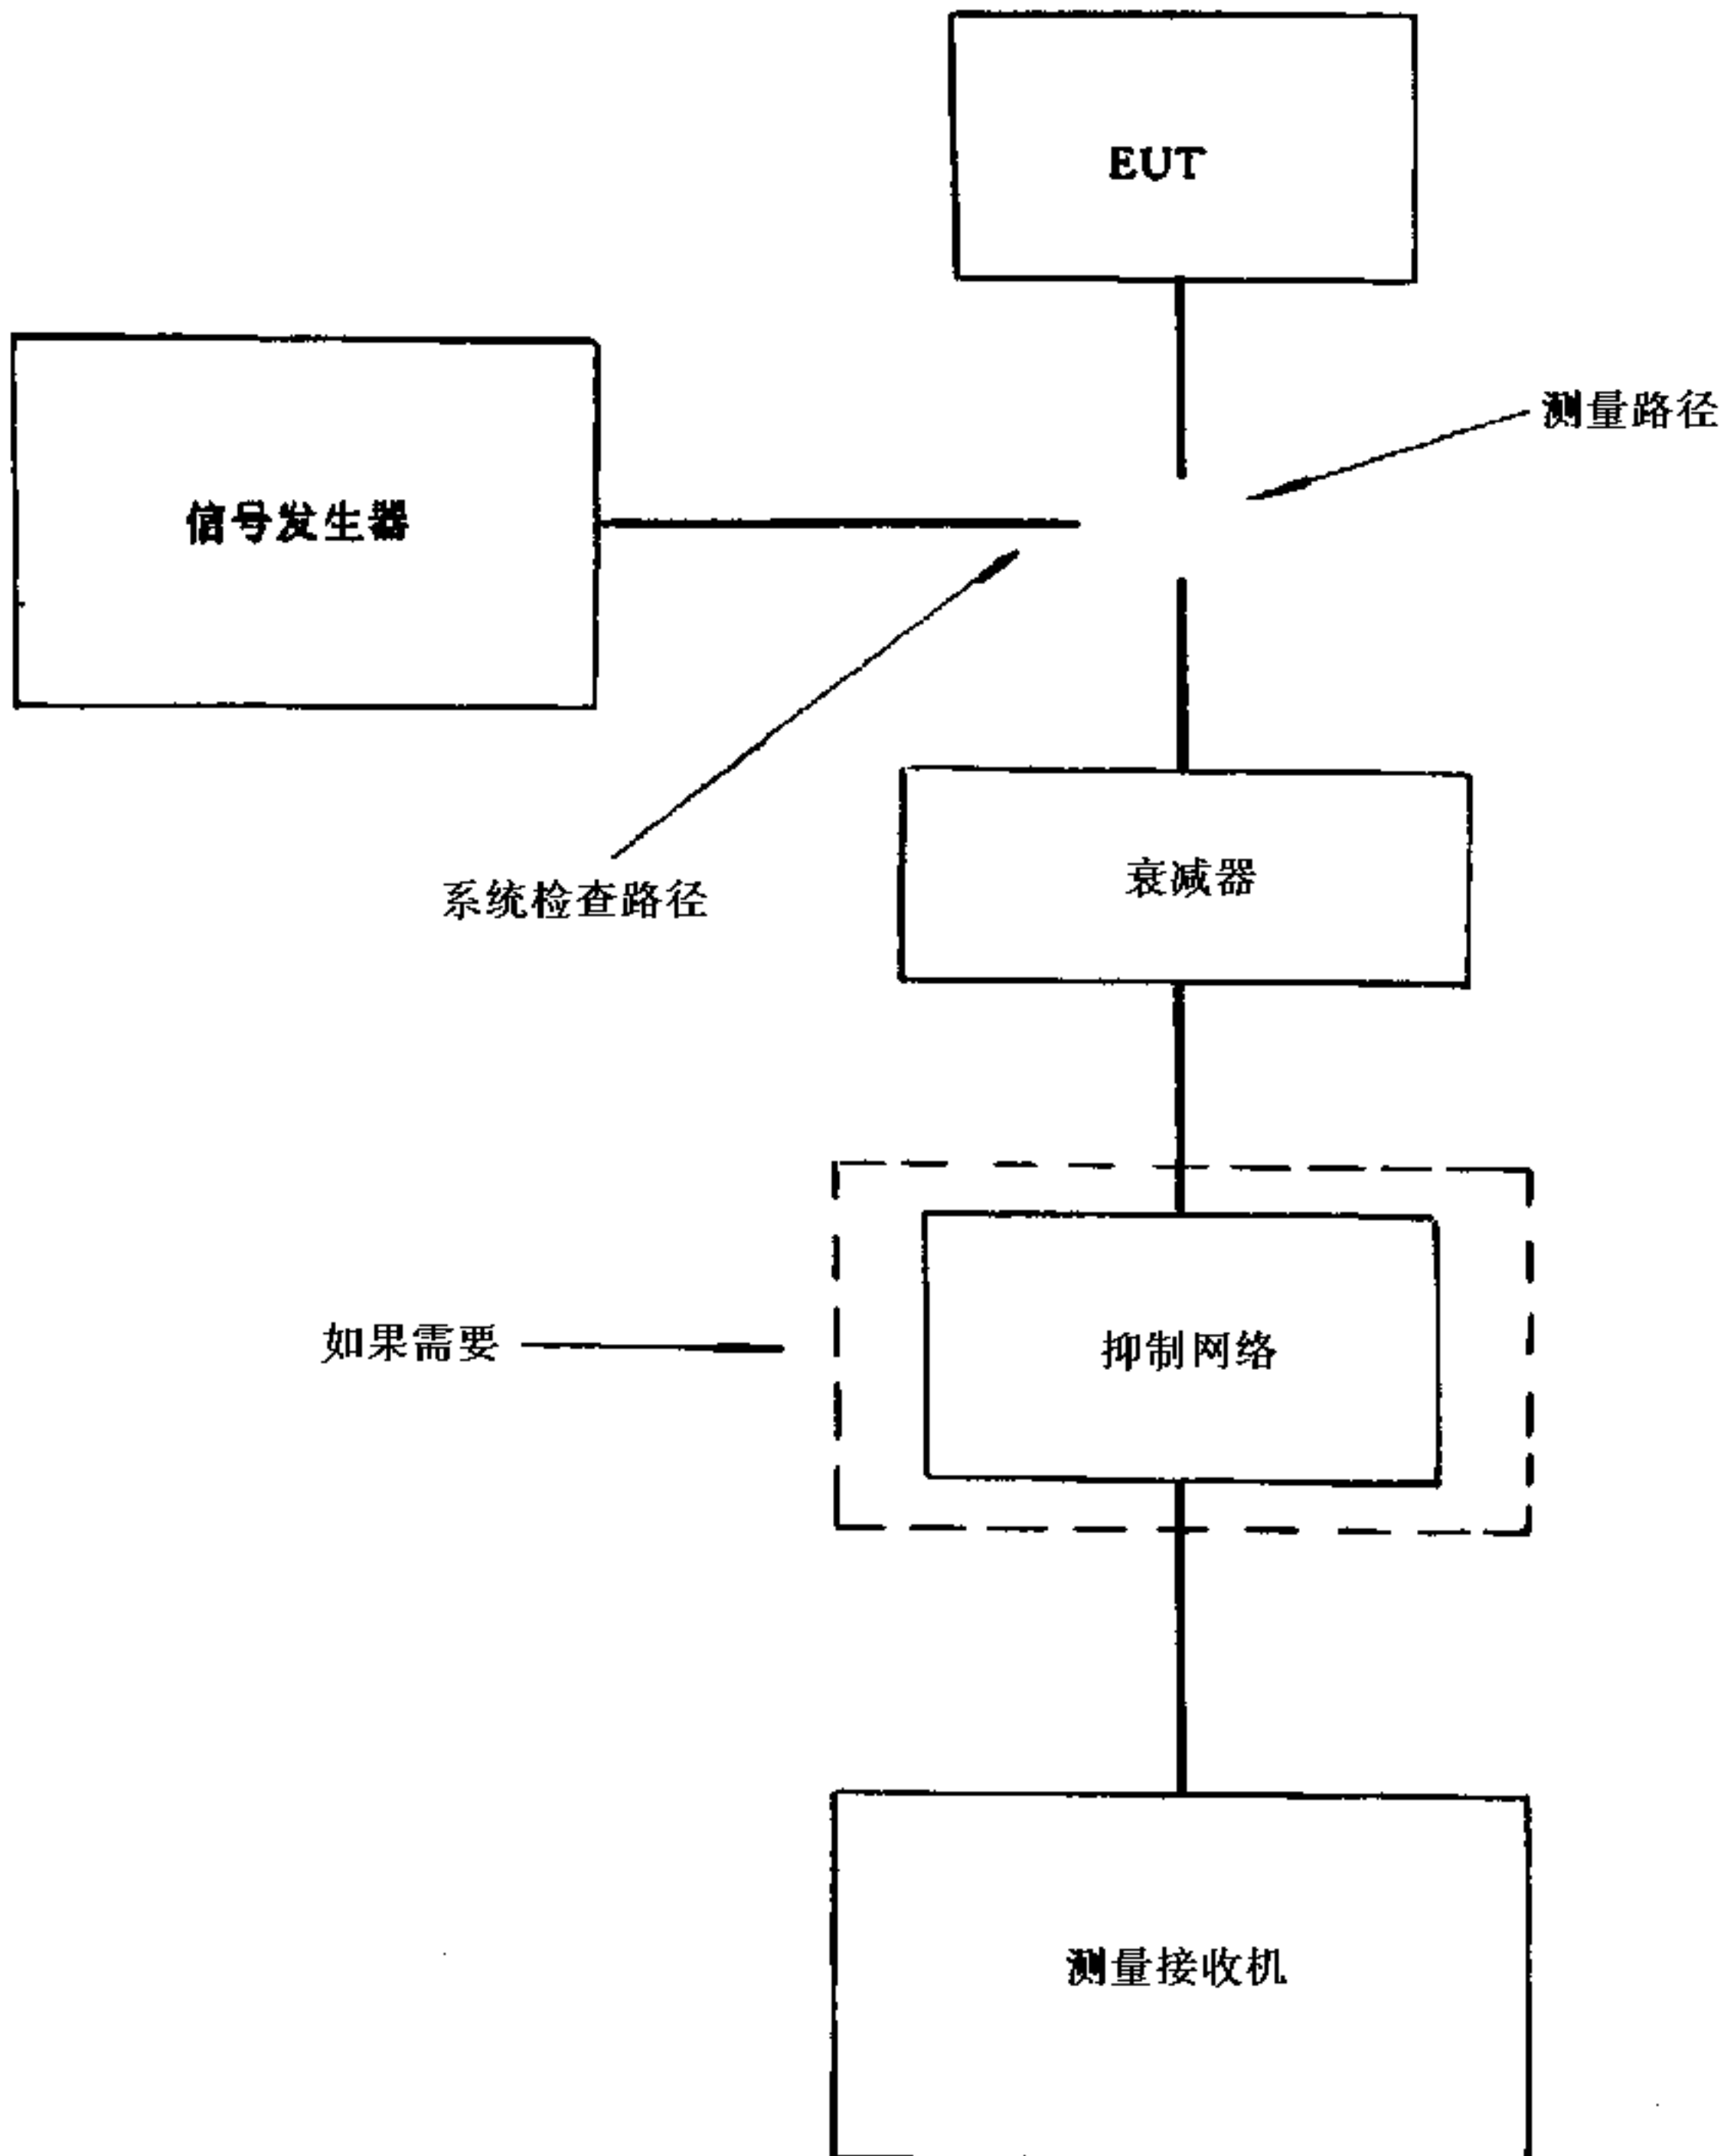 EUT
测量路径
信号发生器
衰减器
系统检查路径
如果需要
抑制网络
测量接收机